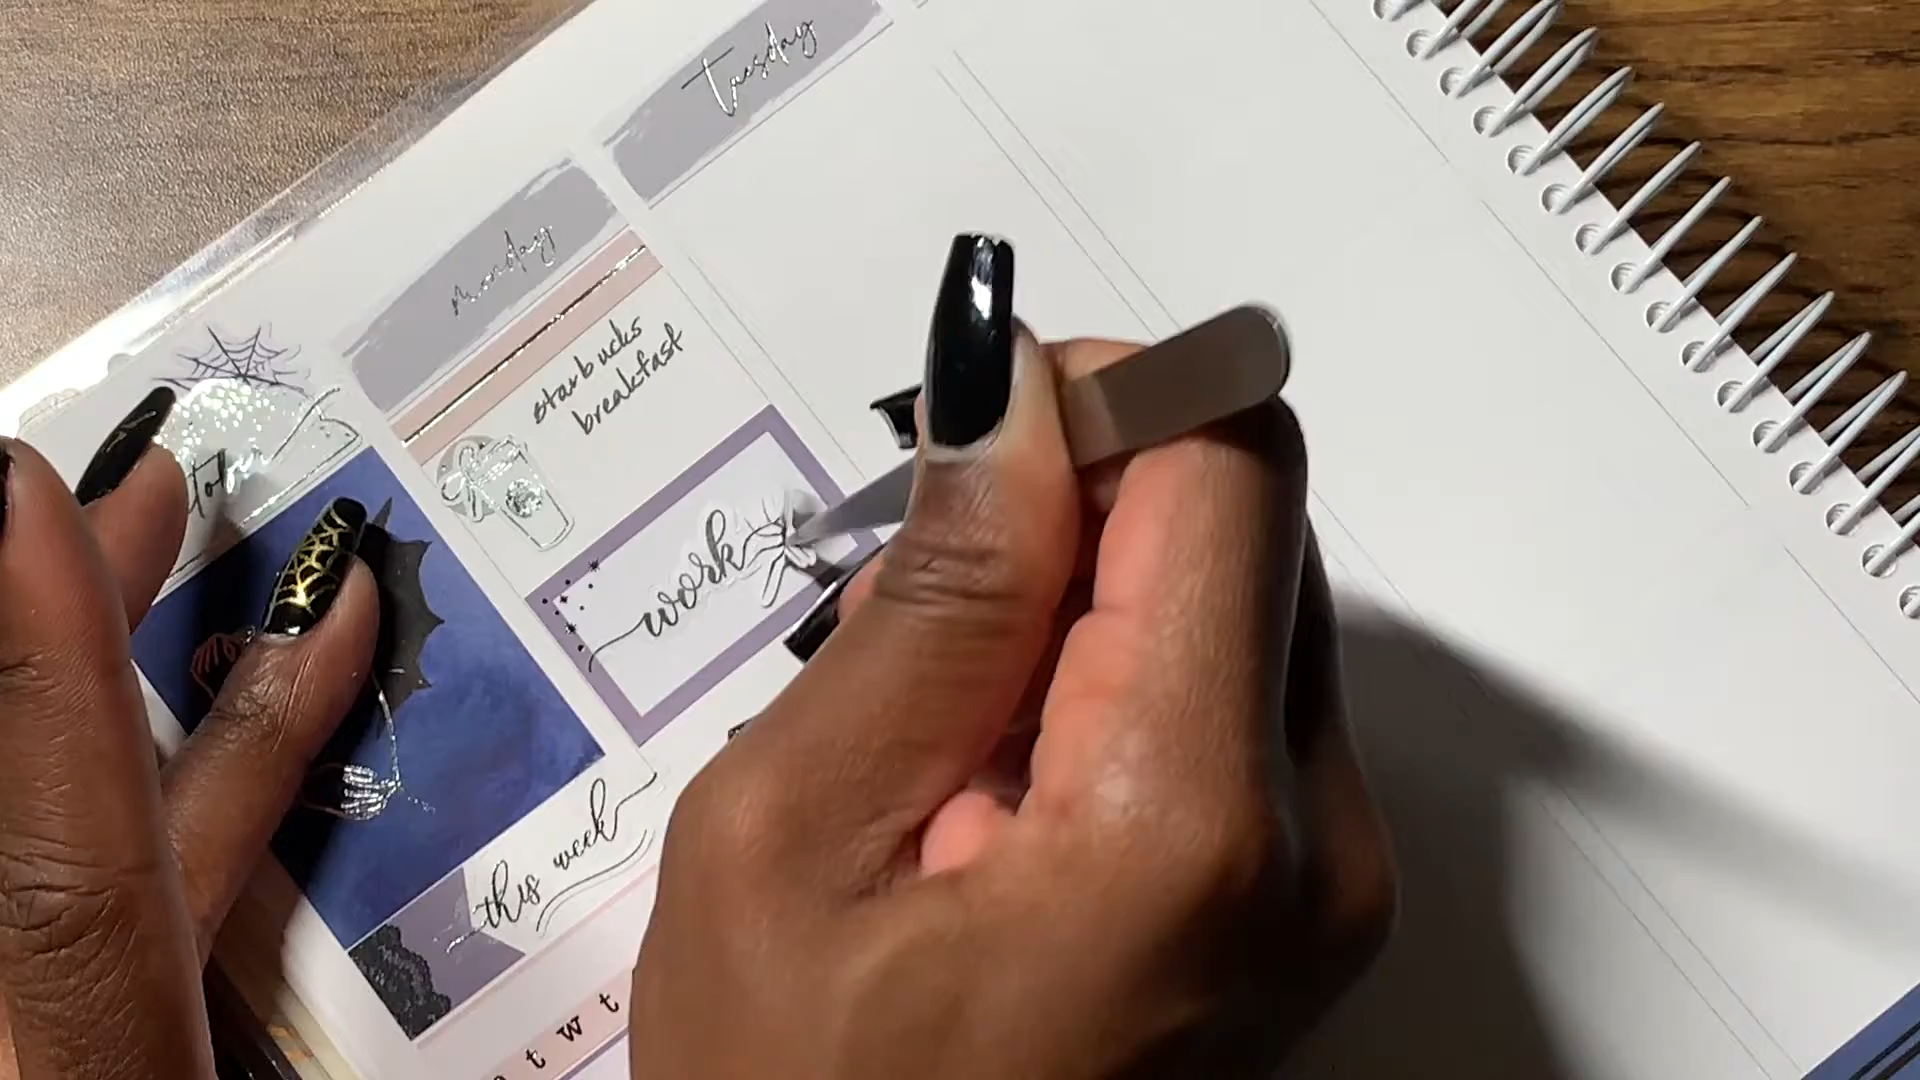 Tuesday
Monday
starbucks
breakfast
work
this week
t w t